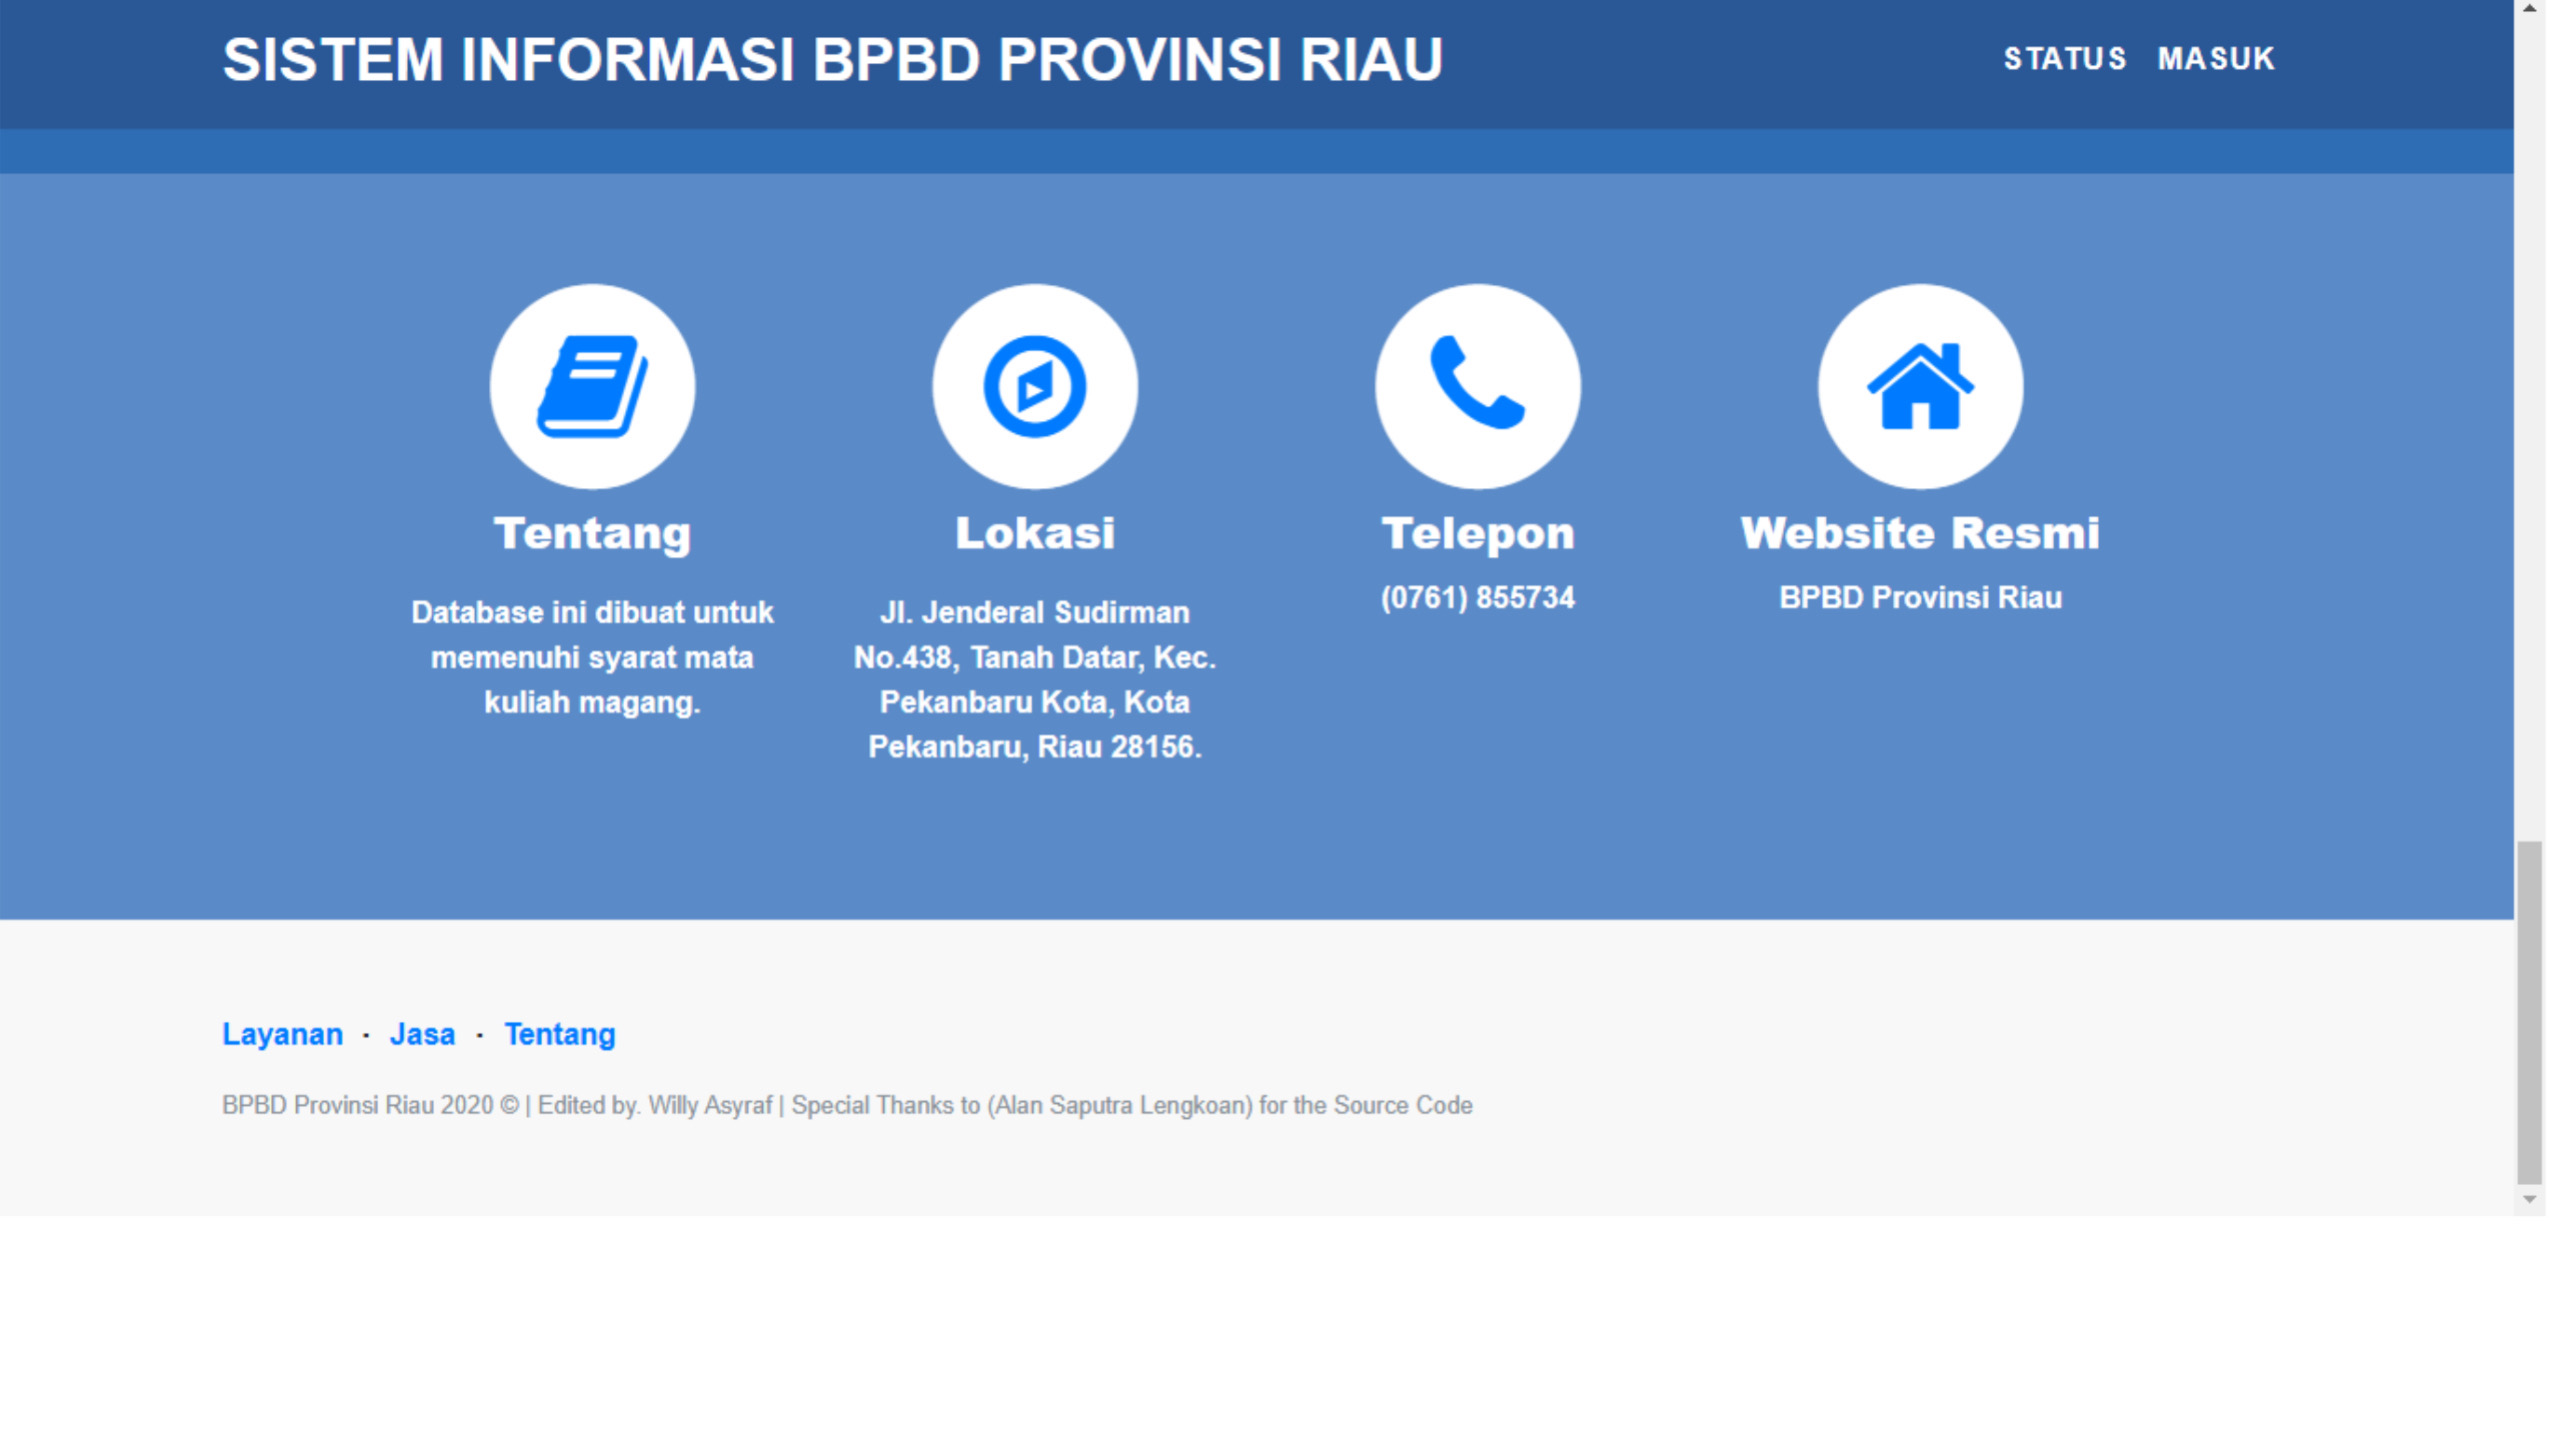 SISTEM INFORMASI BPBD PROVINSI RIAU
STATUS MASUK
Tentang
Database ini dibuat untuk
memenuhi syarat mata
kuliah magang.
Lokasi
Jl. Jenderal Sudirman
No.438, Tanah Datar, Kec.
Pekanbaru Kota, Kota
Pekanbaru, Riau 28156.
Telepon
(0761) 855734
Website Resmi
BPBD Provinsi Riau
Layanan · Jasa · Tentang
BPBD Provinsi Riau 2020 © | Edited by. Willy Asyraf | Special Thanks to (Alan Saputra Lengkoan) for the Source Code